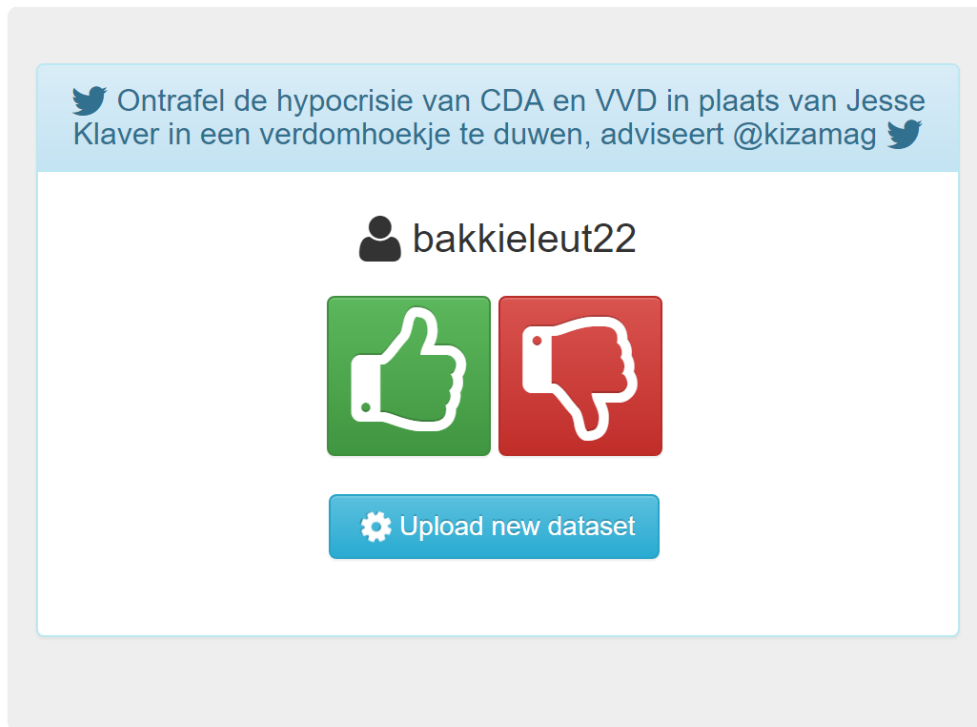 Ontrafel de hypocrisie van CDA en VVD in plaats van Jesse
Klaver in een verdomhoekje te duwen, adviseert @kizamag
bakkieleut22
Upload new dataset